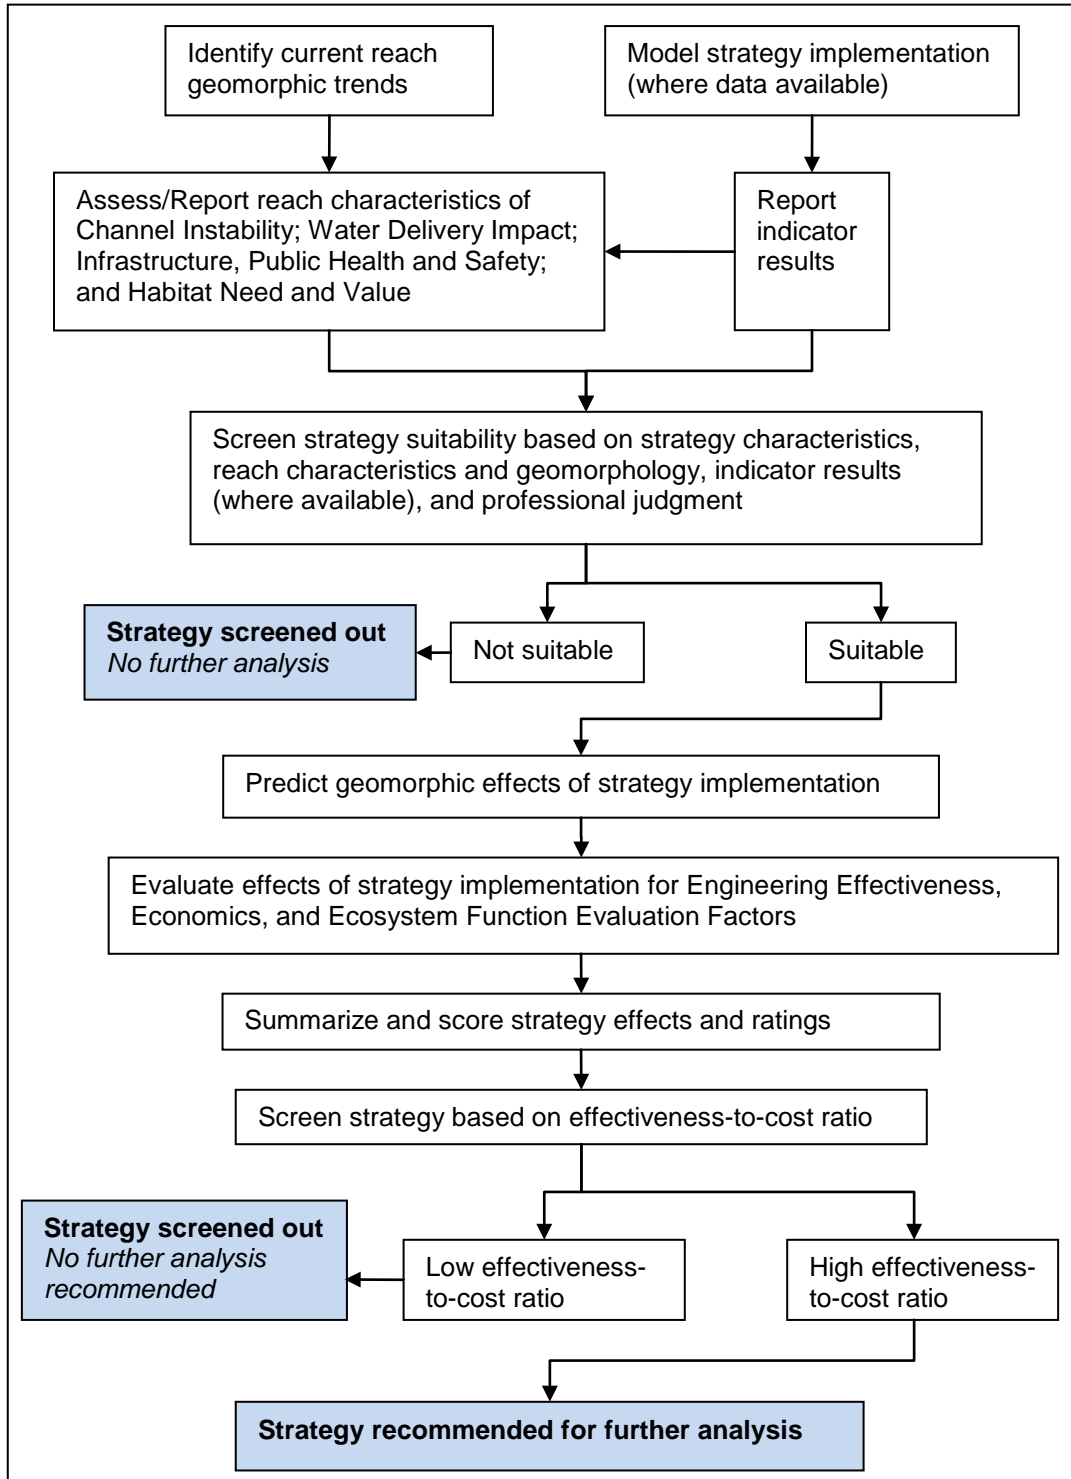 Identify current reach
geomorphic trends
Model strategy implementation
(where data available)
Assess/Report reach characteristics of
Channel Instability; Water Delivery Impact;
Infrastructure, Public Health and Safety;
and Habitat Need and Value
Report
indicator
results
Screen strategy suitability based on strategy characteristics,
reach characteristics and geomorphology, indicator results
(where available), and professional judgment
Strategy screened out
No further analysis
Not suitable
Suitable
Predict geomorphic effects of strategy implementation
Evaluate effects of strategy implementation for Engineering Effectiveness,
Economics, and Ecosystem Function Evaluation Factors
Summarize and score strategy effects and ratings
Screen strategy based on effectiveness-to-cost ratio
Strategy screened out
No further analysis
recommended
Low effectiveness-
to-cost ratio
High effectiveness-
to-cost ratio
Strategy recommended for further analysis